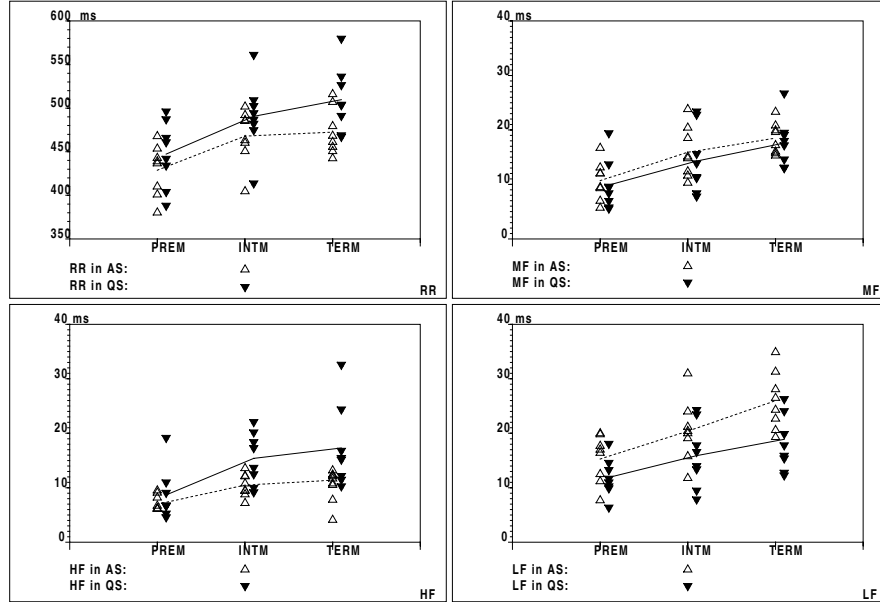 600 ms
550
500
450
400
350
PREM INTM TERM
RR in AS: △
RR in QS: ▼
RR
40 ms
30
20
10
0
PREM INTM TERM
MF in AS: △
MF in QS: ▼
MF
40 ms
30
20
10
0
PREM INTM TERM
HF in AS: △
HF in QS: ▼
HF
40 ms
30
20
10
0
PREM INTM TERM
LF in AS: △
LF in QS: ▼
LF